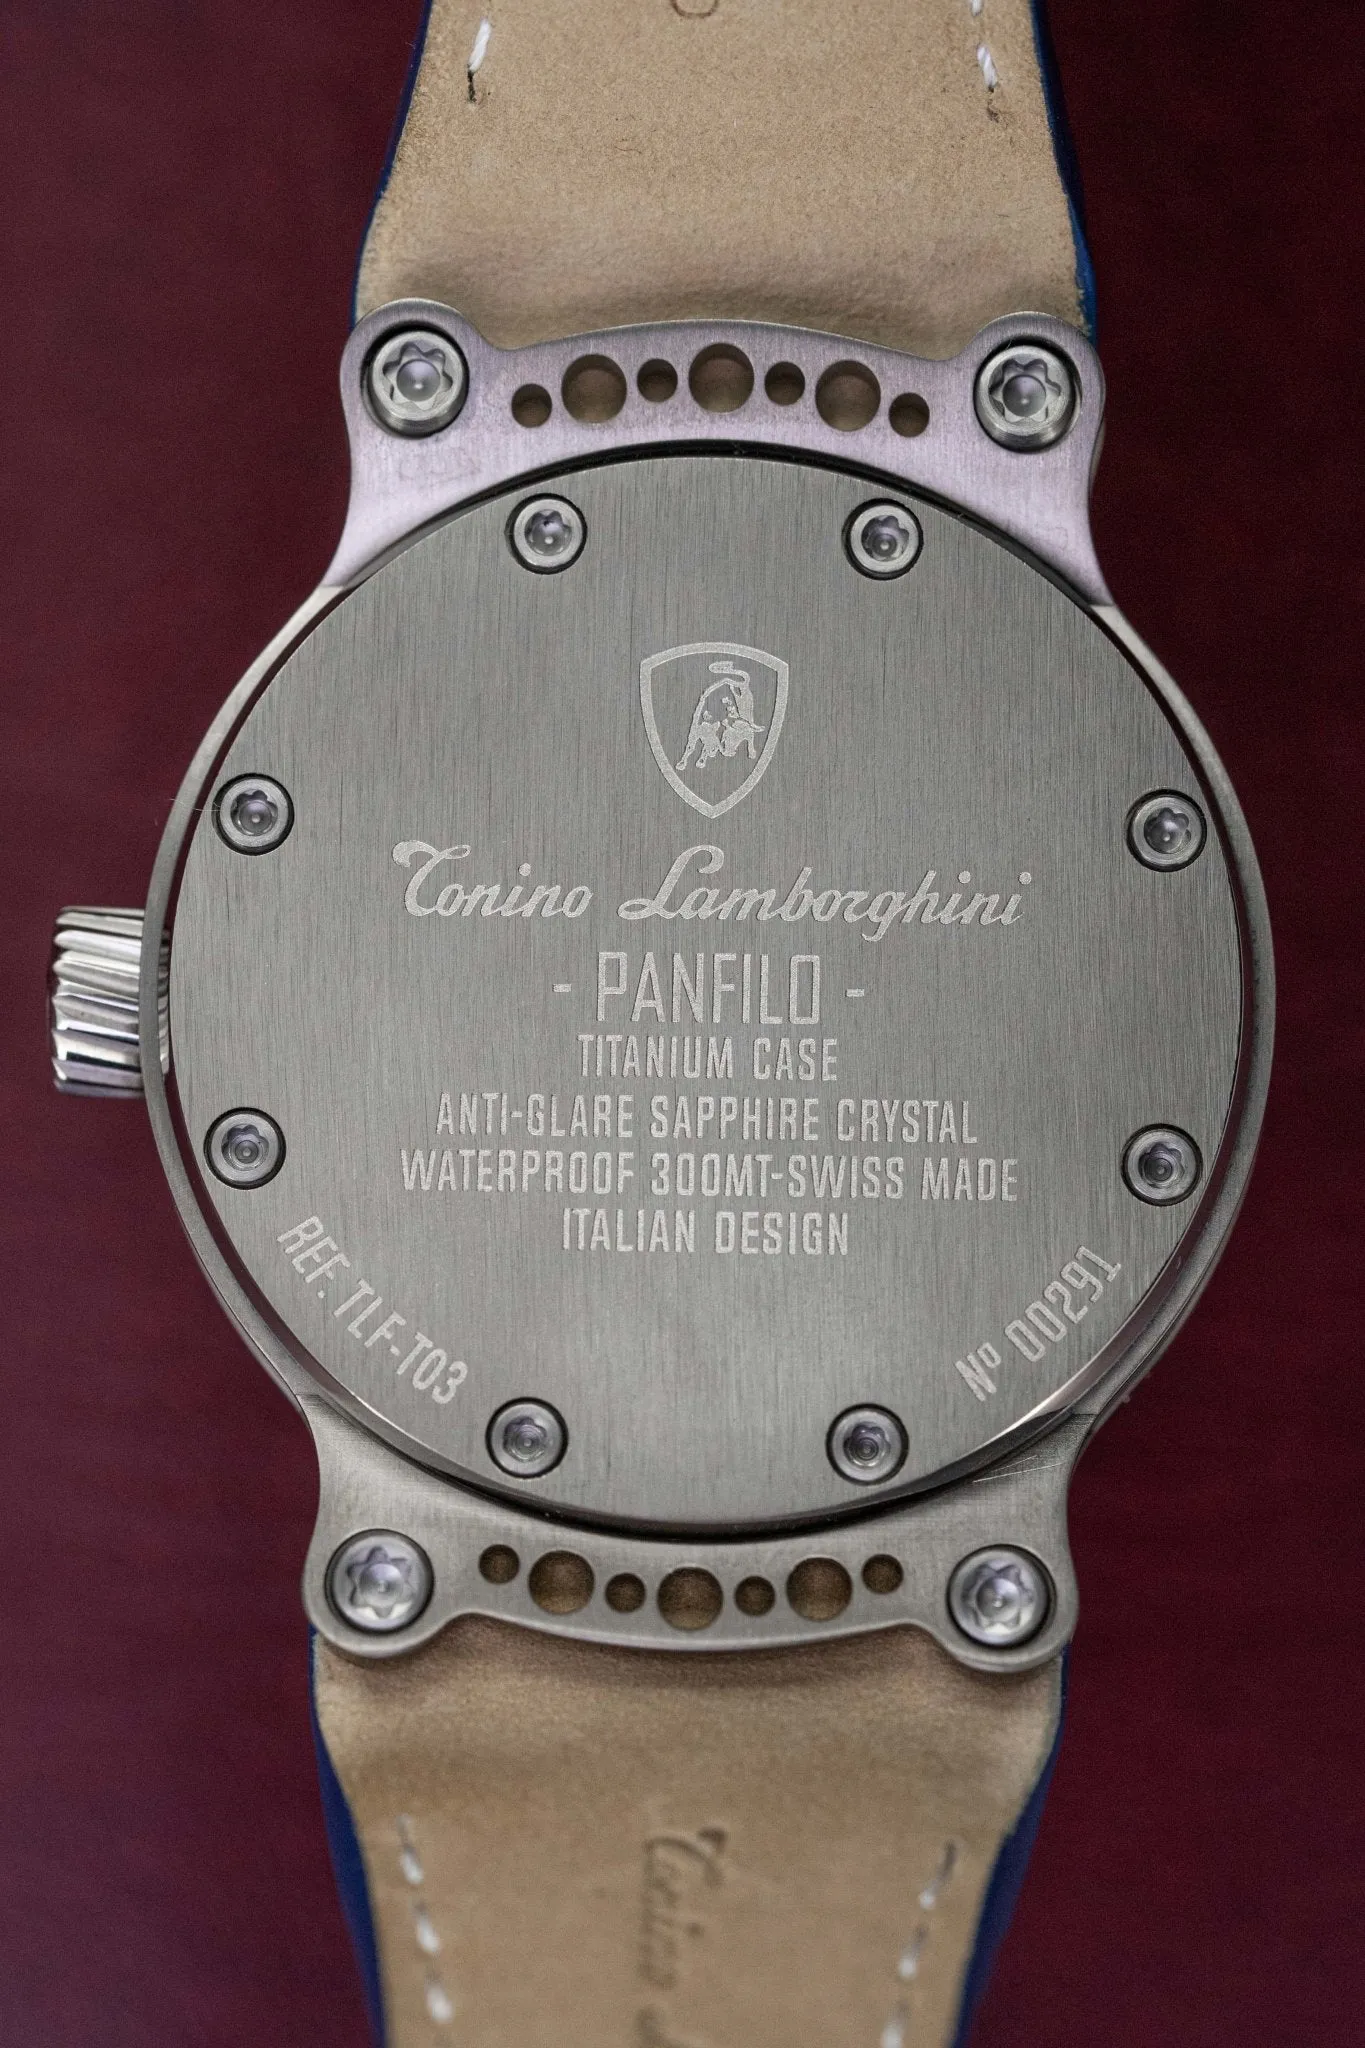 Tonino Lamborghini
- PANFILO -
TITANIUM CASE
ANTI-GLARE SAPPHIRE CRYSTAL
WATERPROOF 300MT-SWISS MADE
ITALIAN DESIGN
REF. TLF-T03
Nº 00291
Tonino